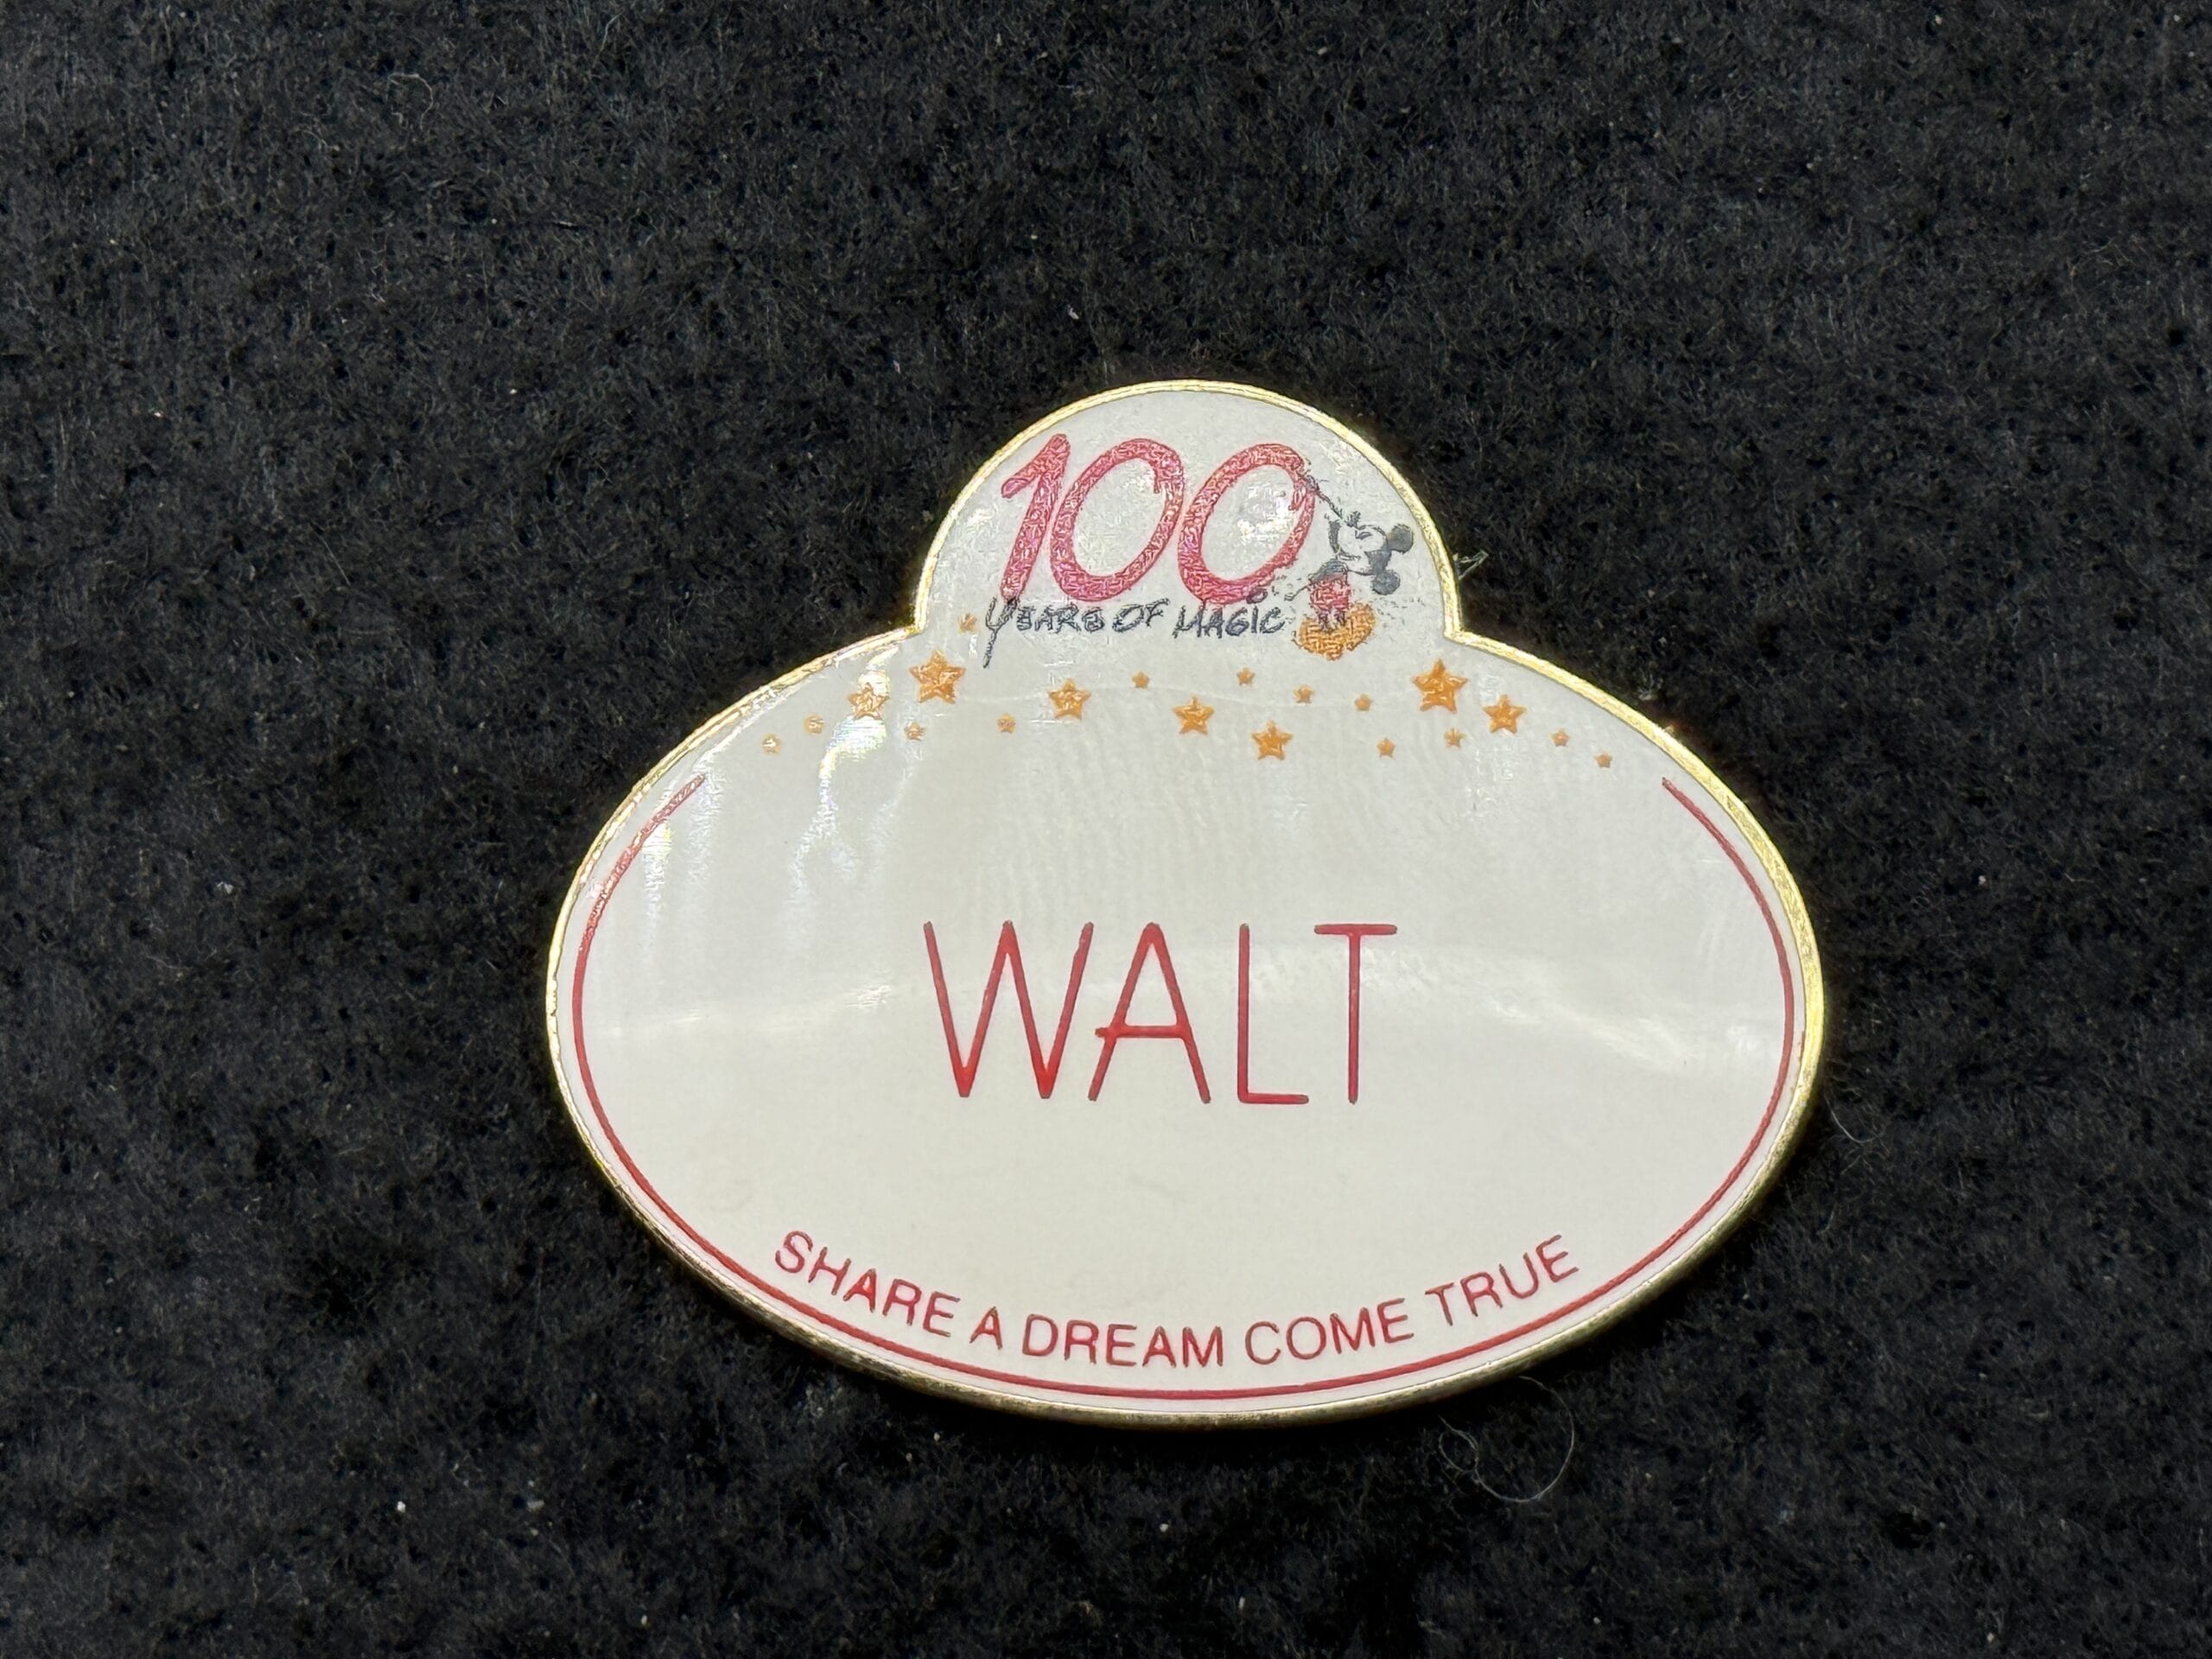 100
YEARS OF MAGIC
WALT
SHARE A DREAM COME TRUE